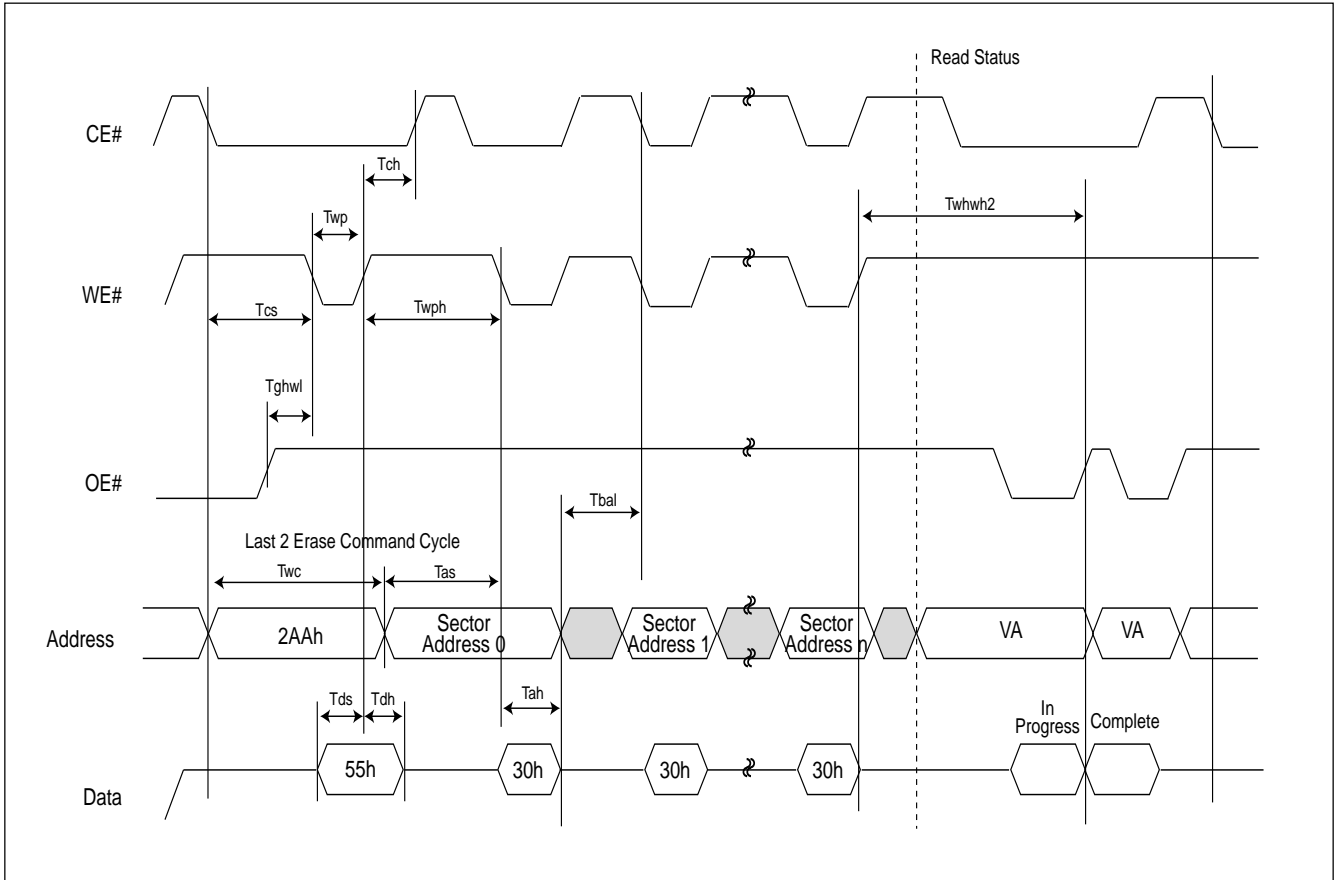 Read Status
CE#
Tch
Twhwh2
Twp
WE#
Tcs
Twph
Tghwl
OE#
Tbal
Last 2 Erase Command Cycle
Twc
Tas
Address
2AAh
Sector
Address 0
Sector
Address 1
Sector
Address n
VA
VA
Tds
Tdh
Tah
In
Progress
Complete
Data
55h
30h
30h
30h